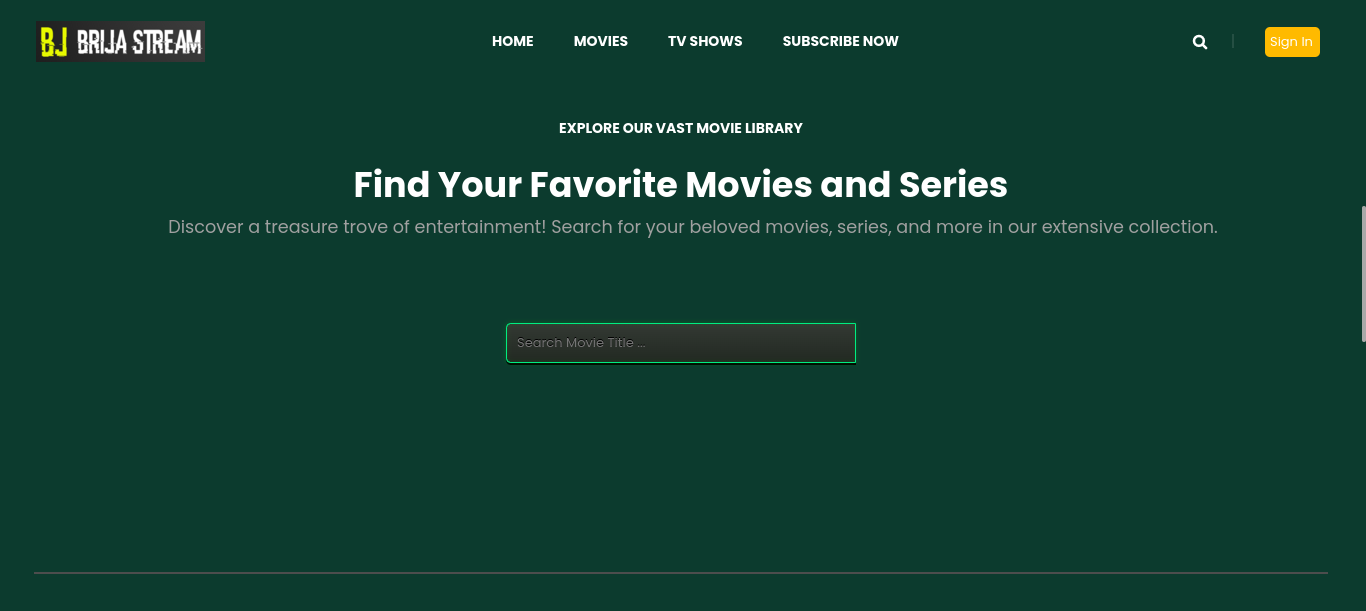 BJ BRIJA STREAM
HOME MOVIES TV SHOWS SUBSCRIBE NOW
Sign In
EXPLORE OUR VAST MOVIE LIBRARY
Find Your Favorite Movies and Series
Discover a treasure trove of entertainment! Search for your beloved movies, series, and more in our extensive collection.
Search Movie Title ...